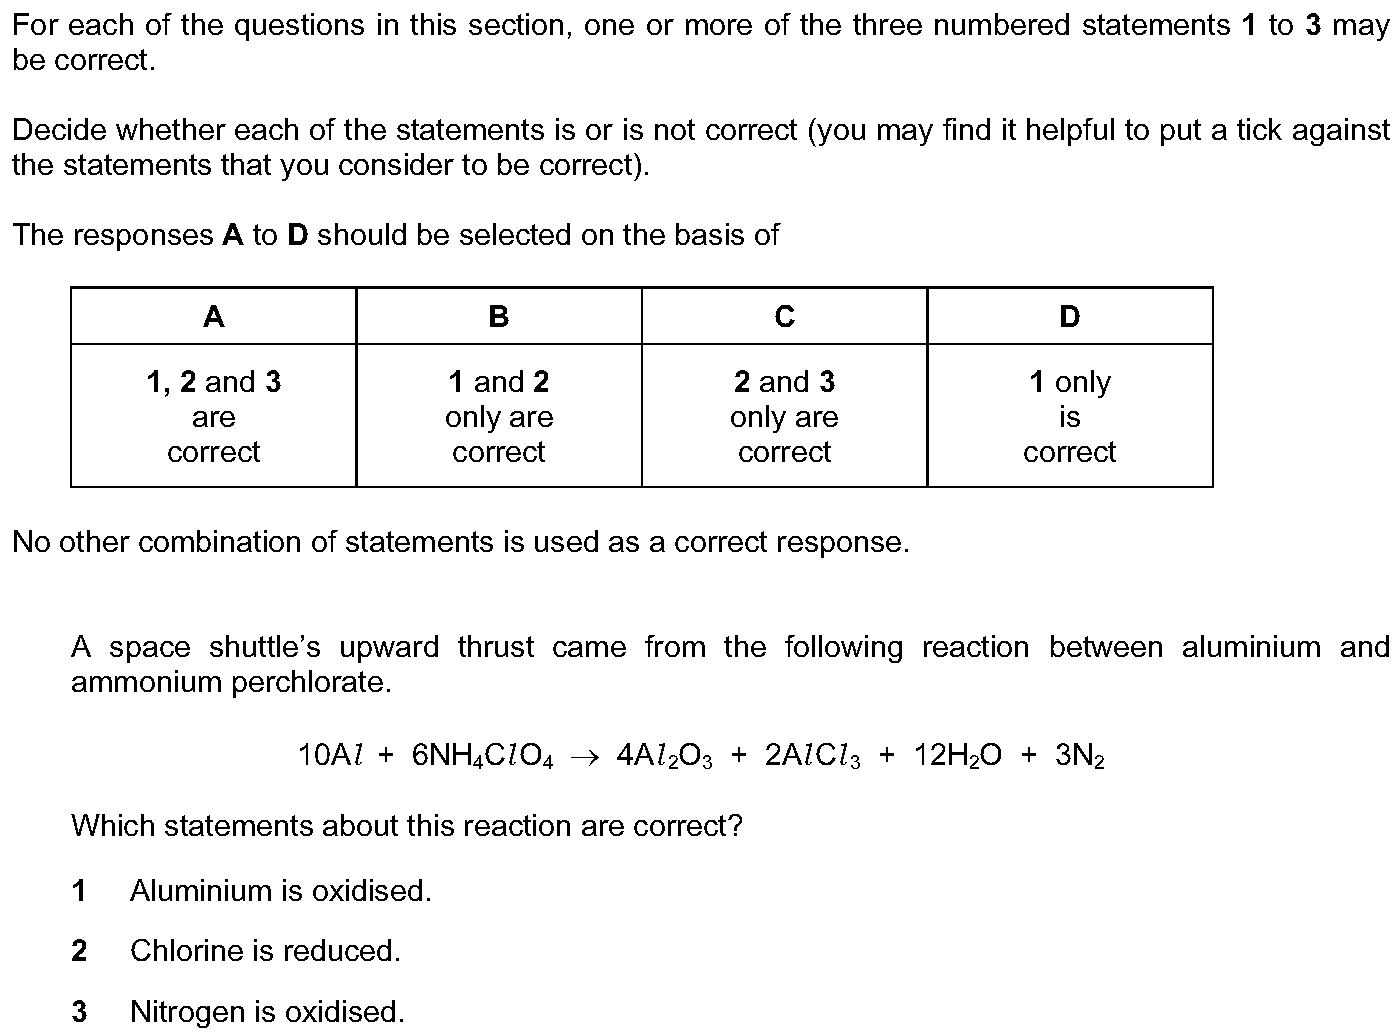 For each of the questions in this section, one or more of the three numbered statements 1 to 3 may
be correct.
Decide whether each of the statements is or is not correct (you may find it helpful to put a tick against
the statements that you consider to be correct).
The responses A to D should be selected on the basis of
A B C D
1, 2 and 3 1 and 2 2 and 3 1 only
are only are only are is
correct correct correct correct
No other combination of statements is used as a correct response.
A space shuttle’s upward thrust came from the following reaction between aluminium and
ammonium perchlorate.
10Al + 6NH₄ClO₄ → 4Al₂O₃ + 2AlCl₃ + 12H₂O + 3N₂
Which statements about this reaction are correct?
1 Aluminium is oxidised.
2 Chlorine is reduced.
3 Nitrogen is oxidised.